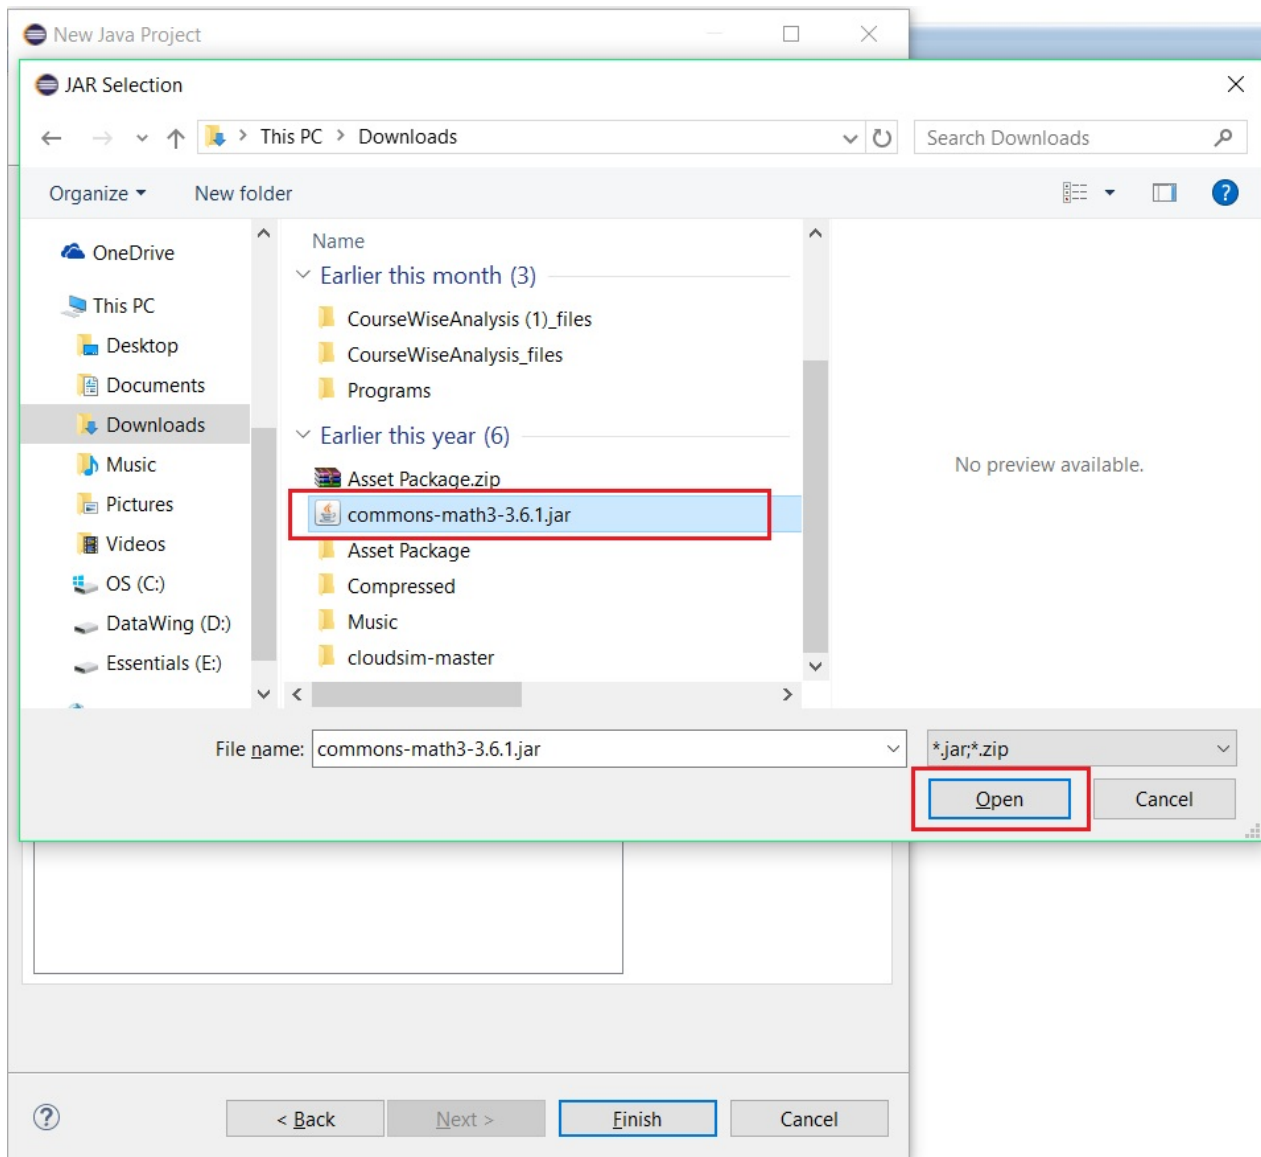 New Java Project
JAR Selection
This PC > Downloads
Search Downloads
Organize
New folder
OneDrive
This PC
Desktop
Documents
Downloads
Music
Pictures
Videos
OS (C:)
DataWing (D:)
Essentials (E:)
Name
Earlier this month (3)
CourseWiseAnalysis (1)_files
CourseWiseAnalysis_files
Programs
Earlier this year (6)
Asset Package.zip
commons-math3-3.6.1.jar
Asset Package
Compressed
Music
cloudsim-master
No preview available.
File name: commons-math3-3.6.1.jar
*.jar;*.zip
Open
Cancel
< Back
Next >
Finish
Cancel